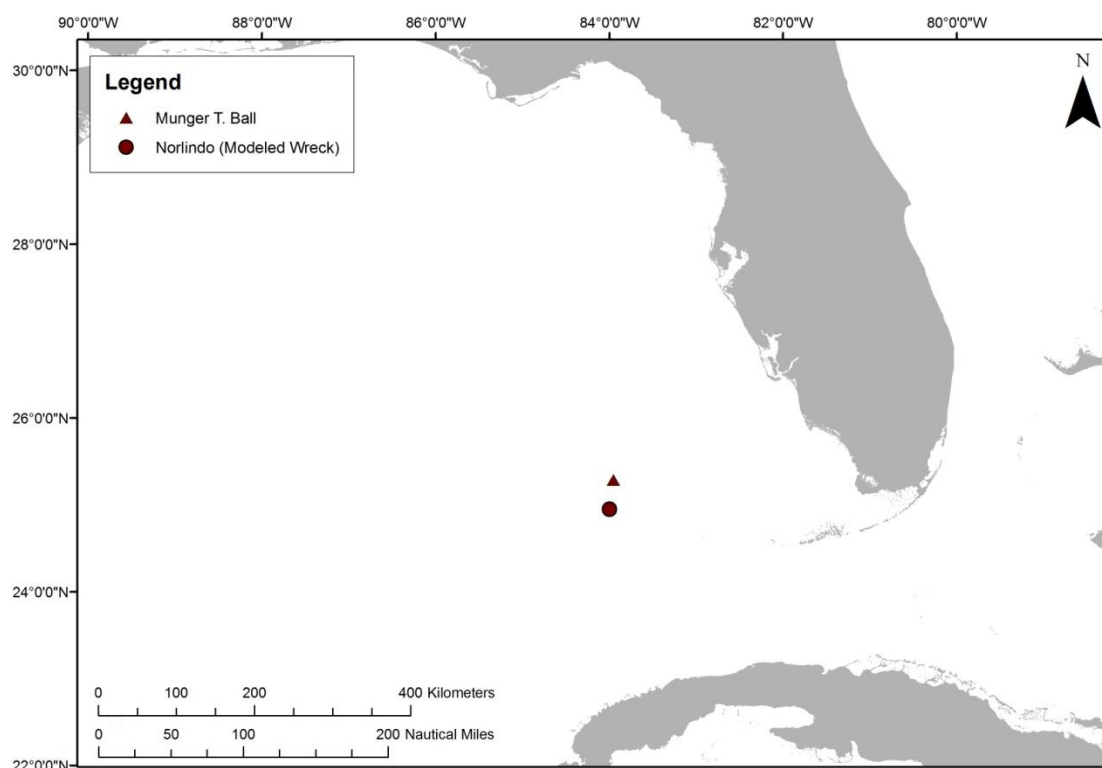 90°0'0"W 88°0'0"W 86°0'0"W 84°0'0"W 82°0'0"W 80°0'0"W
N
30°0'0"N
28°0'0"N
26°0'0"N
24°0'0"N
22°0'0"N
Legend
Munger T. Ball
Norlindo (Modeled Wreck)
0 100 200 400 Kilometers
0 50 100 200 Nautical Miles